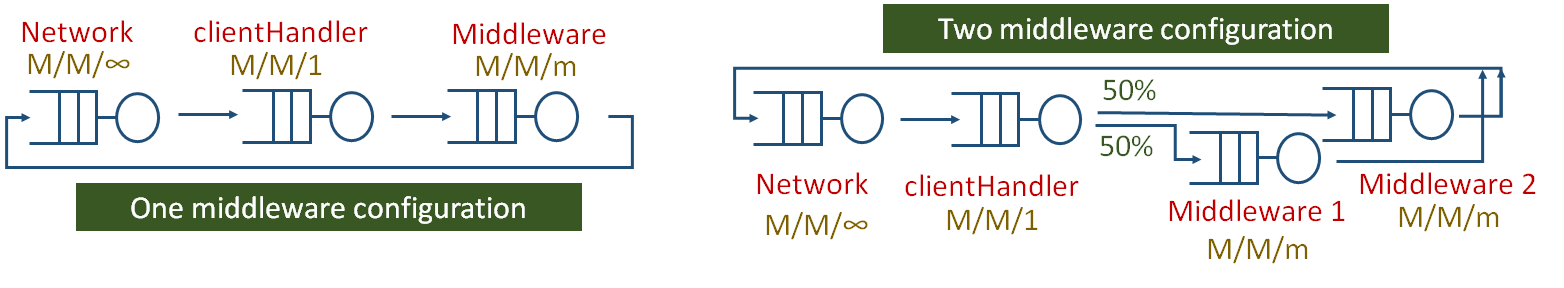 Network
M/M/∞
clientHandler
M/M/1
Middleware
M/M/m
One middleware configuration
Two middleware configuration
50%
50%
Network
M/M/∞
clientHandler
M/M/1
Middleware 1
M/M/m
Middleware 2
M/M/m